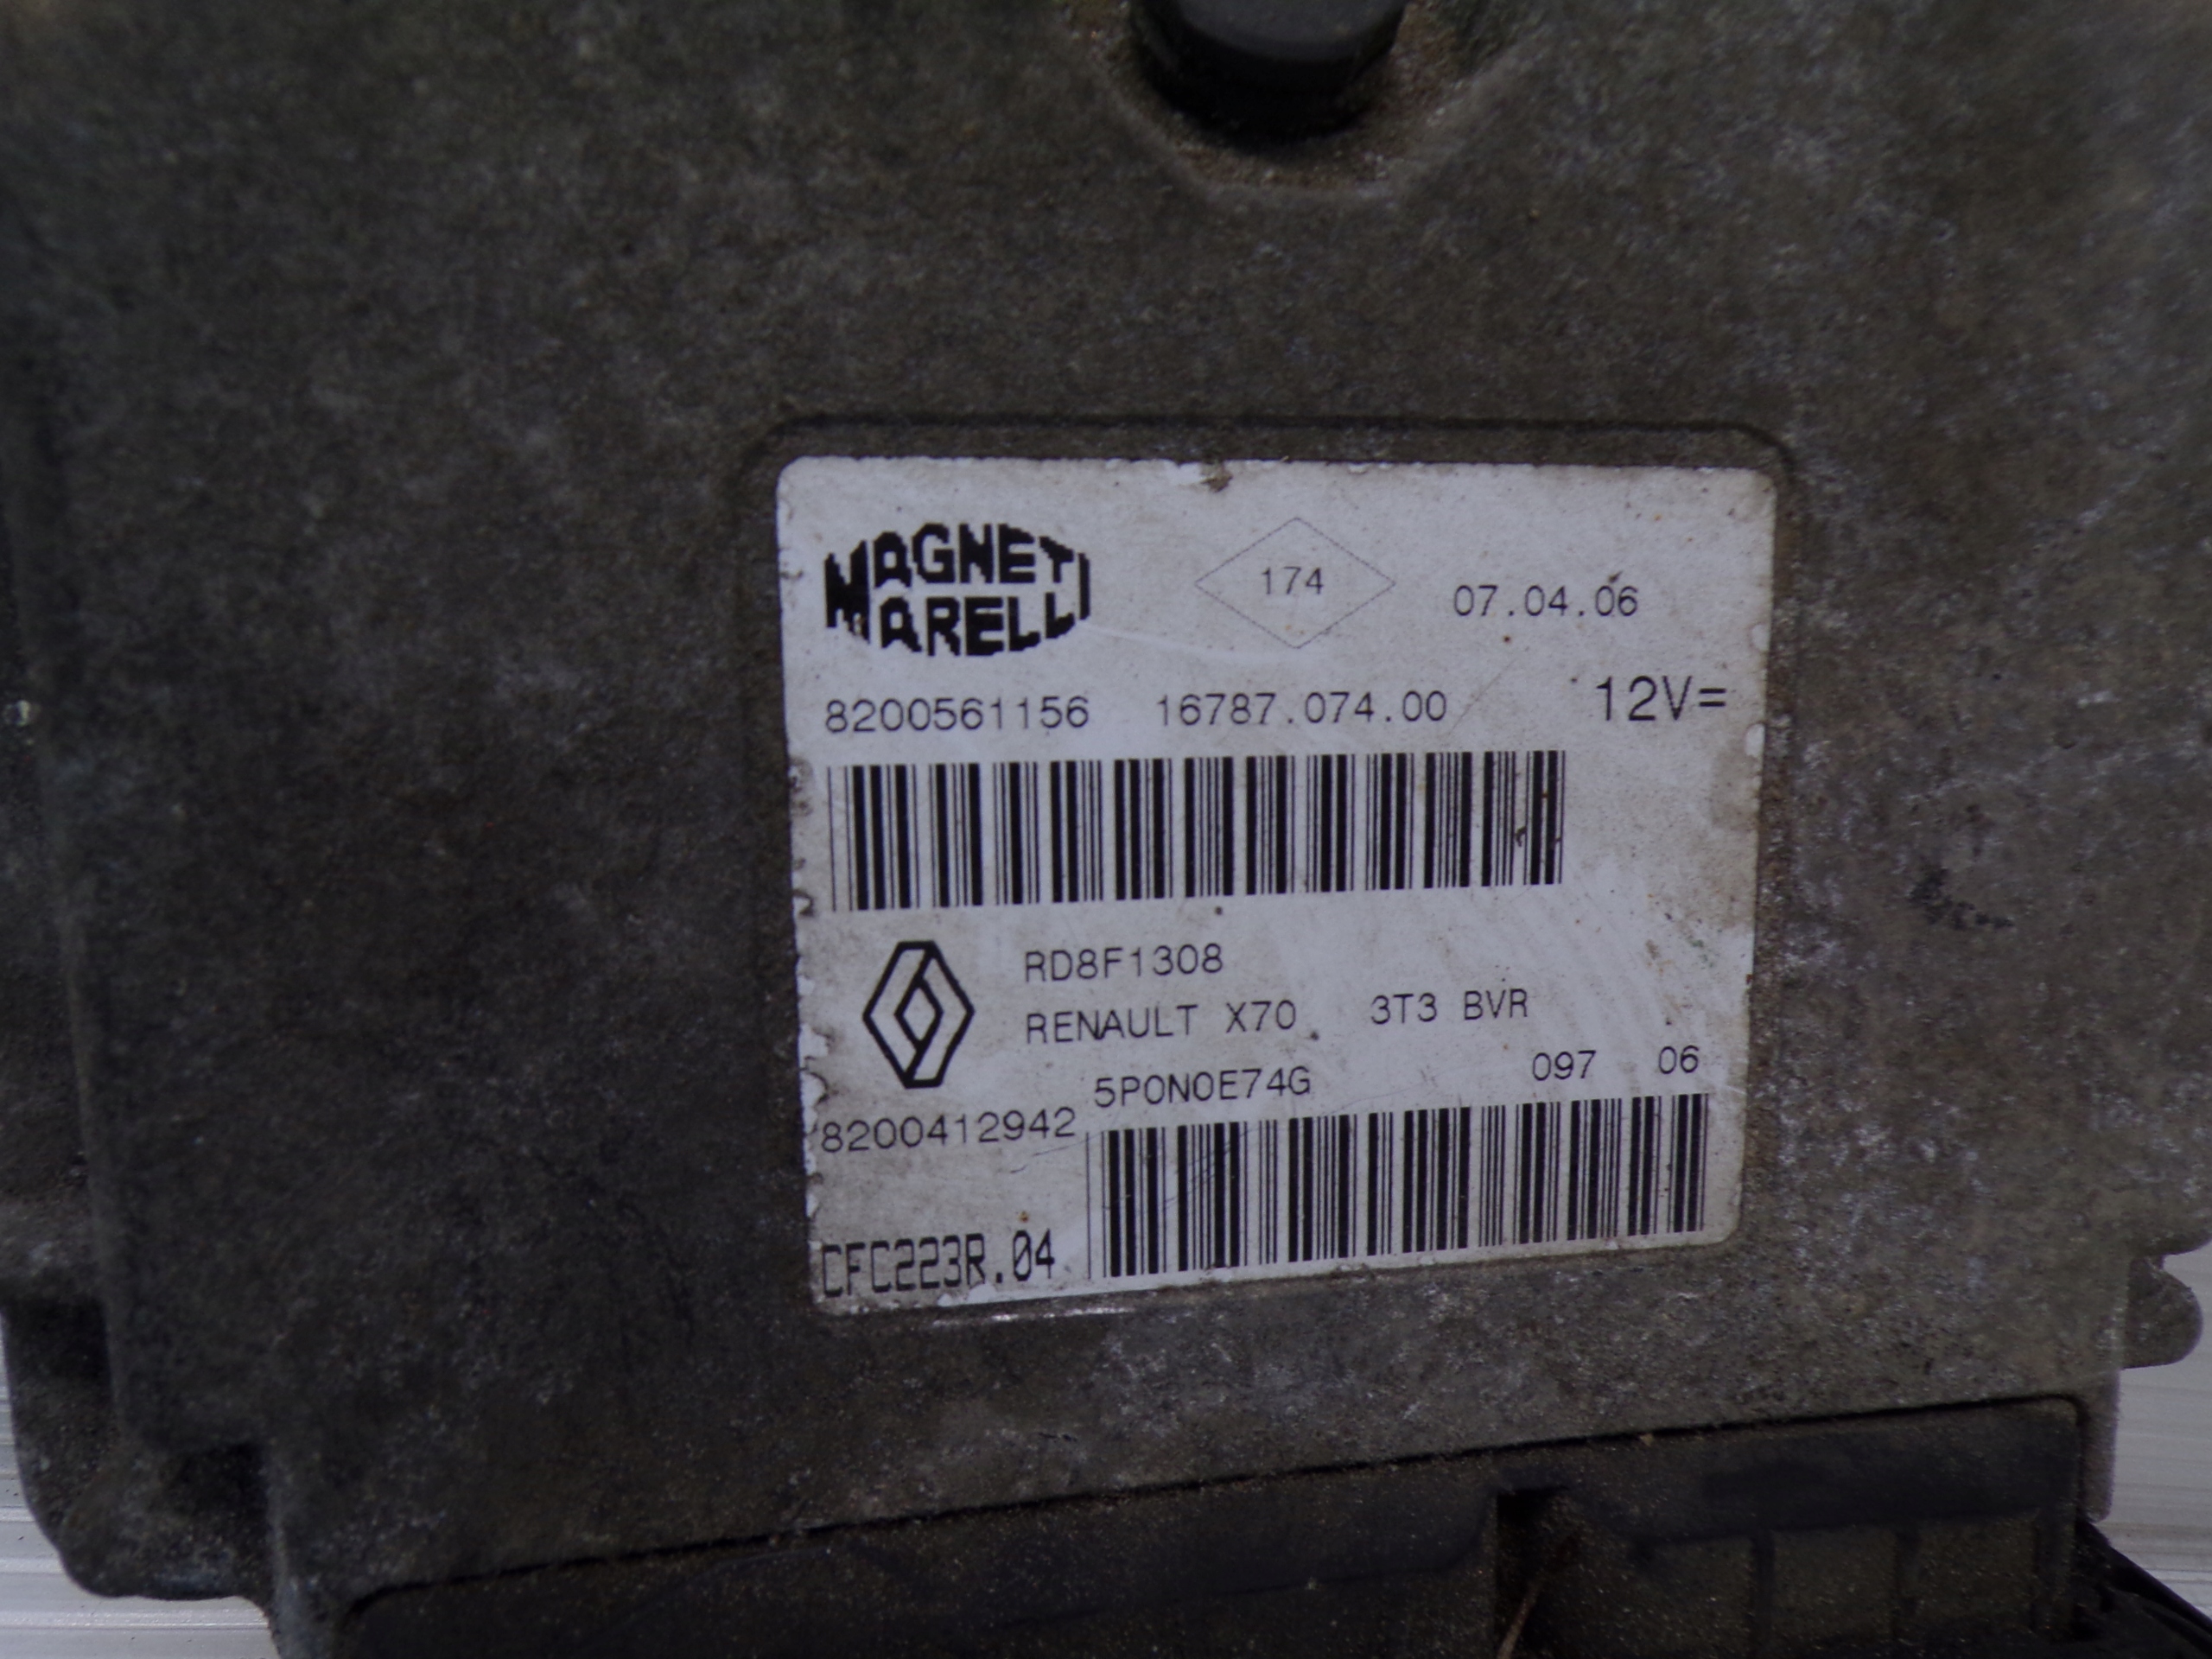 MAGNETI
MARELLI
174
07.04.06
8200561156 16787.074.00 12V=
RD8F1308
RENAULT X70 3T3 BVR
5P0N0E74G 097 06
8200412942
CFC223R.04